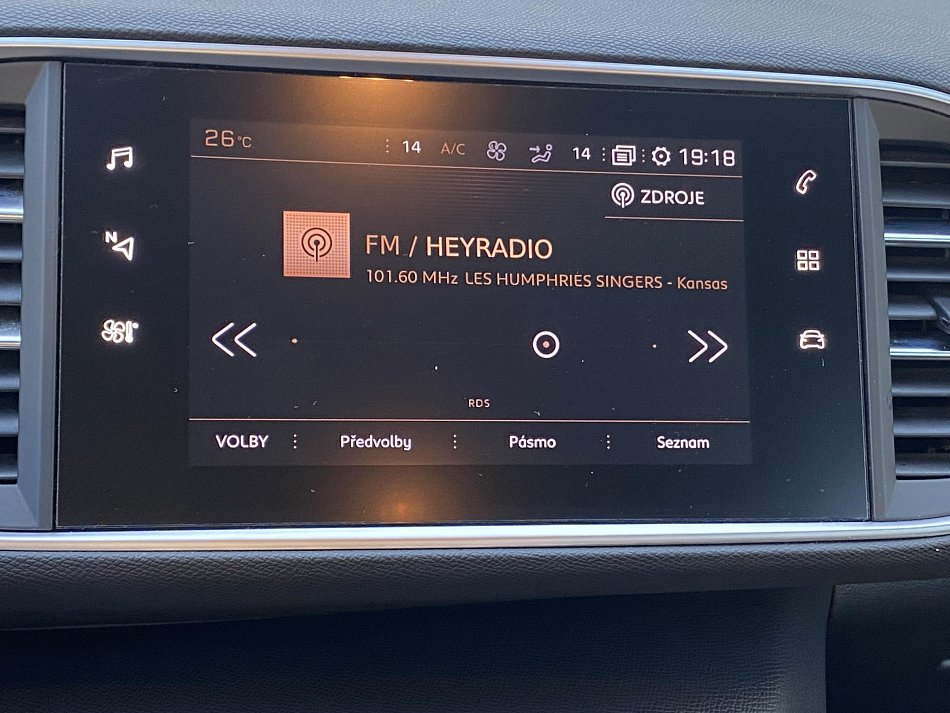 26°C 14 A/C 14 19:18
ZDROJE
N
FM / HEYRADIO
101.60 MHz LES HUMPHRIES SINGERS - Kansas
RDS
VOLBY Předvolby Pásmo Seznam